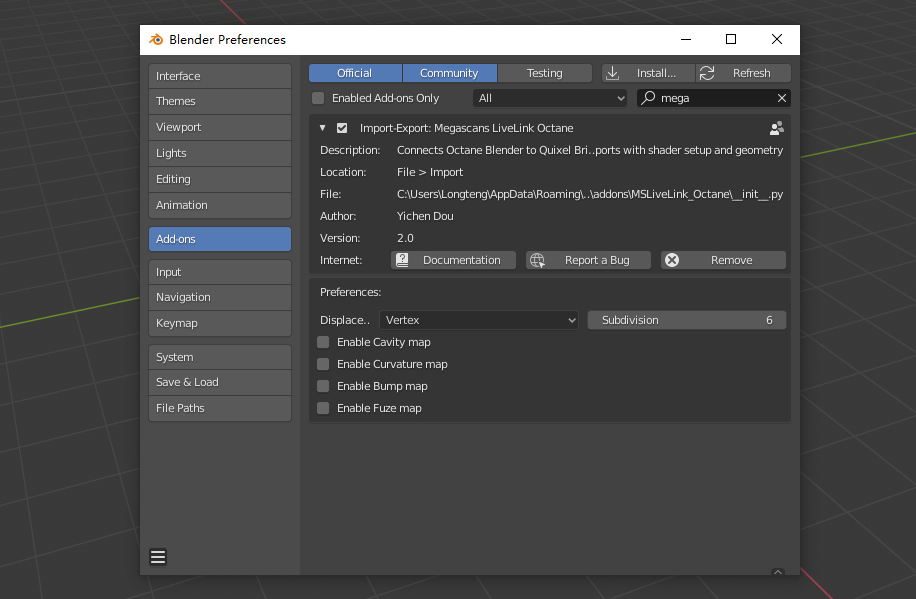 Blender Preferences
Interface
Themes
Viewport
Lights
Editing
Animation
Add-ons
Input
Navigation
Keymap
System
Save & Load
File Paths
Official Community Testing Install... Refresh
Enabled Add-ons Only All mega
Import-Export: Megascans LiveLink Octane
Description: Connects Octane Blender to Quixel Bri..ports with shader setup and geometry
Location: File > Import
File: C:\Users\Longteng\AppData\Roaming\..\addons\MSLiveLink_Octane\__init__.py
Author: Yichen Dou
Version: 2.0
Internet: Documentation Report a Bug Remove
Preferences:
Displace.. Vertex Subdivision 6
Enable Cavity map
Enable Curvature map
Enable Bump map
Enable Fuze map